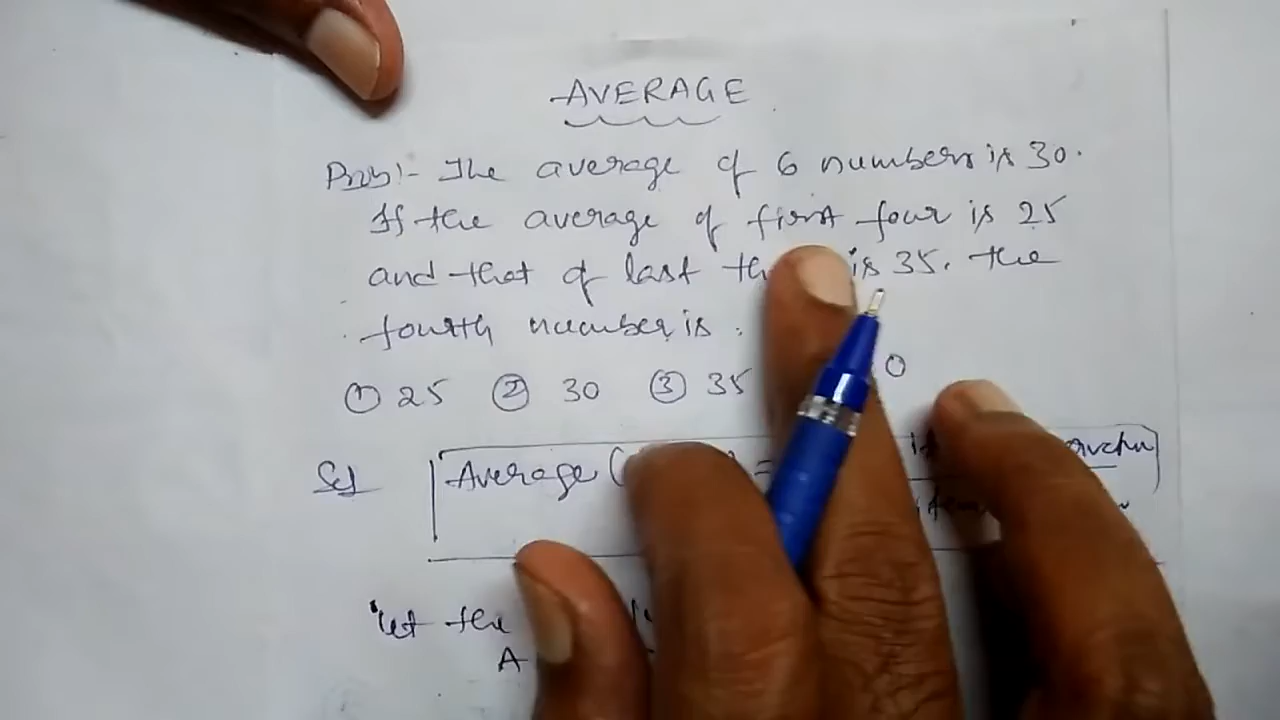 AVERAGE
Prob:- The average of 6 numbers is 30.
If the average of first four is 25
and that of last is 35. the
fourth number is :
① 25 ② 30 ③ 35 0
Sol Average ( =
let the
A